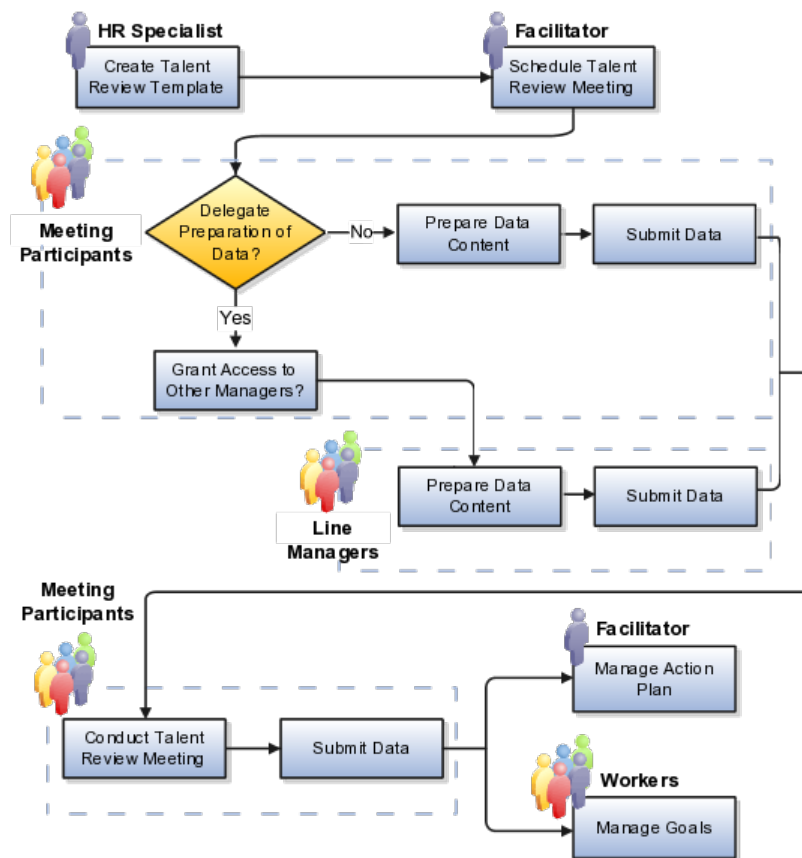 HR Specialist
Create Talent
Review Template
Facilitator
Schedule Talent
Review Meeting
Meeting
Participants
Delegate
Preparation of
Data?
No
Prepare Data
Content
Submit Data
Yes
Grant Access to
Other Managers?
Line
Managers
Prepare Data
Content
Submit Data
Meeting
Participants
Conduct Talent
Review Meeting
Submit Data
Facilitator
Manage Action
Plan
Workers
Manage Goals